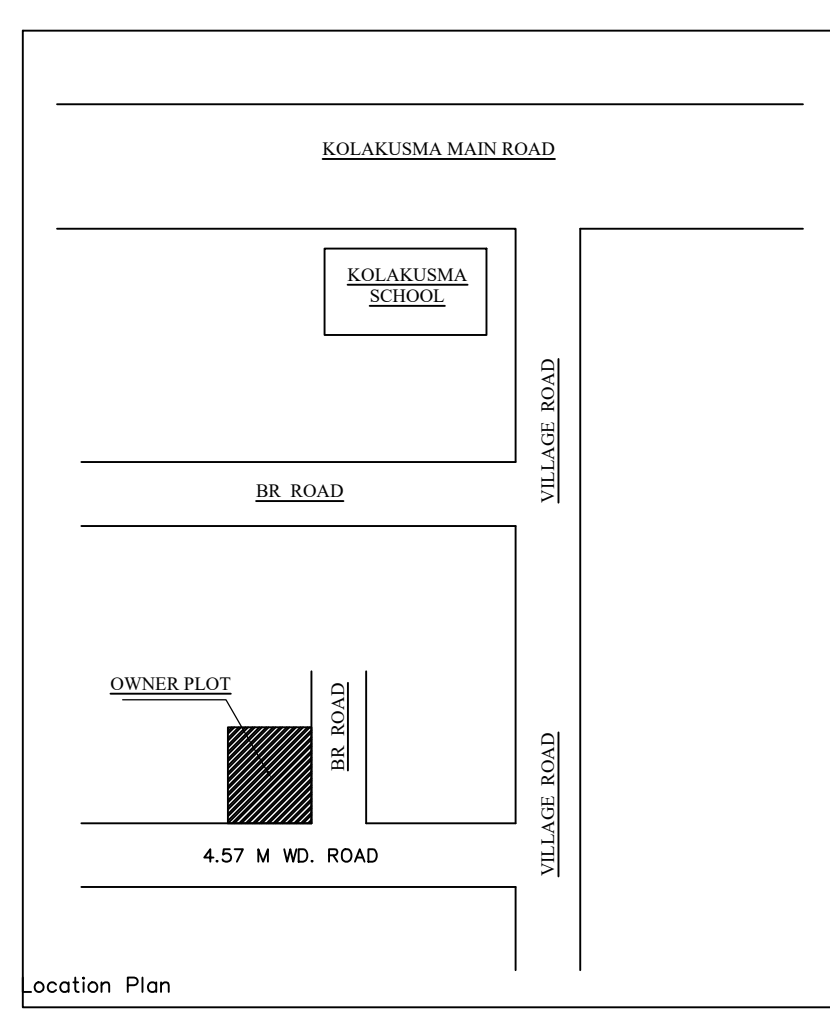 KOLAKUSMA MAIN ROAD
KOLAKUSMA
SCHOOL
VILLAGE ROAD
BR ROAD
OWNER PLOT
BR ROAD
VILLAGE ROAD
4.57 M WD. ROAD
Location Plan